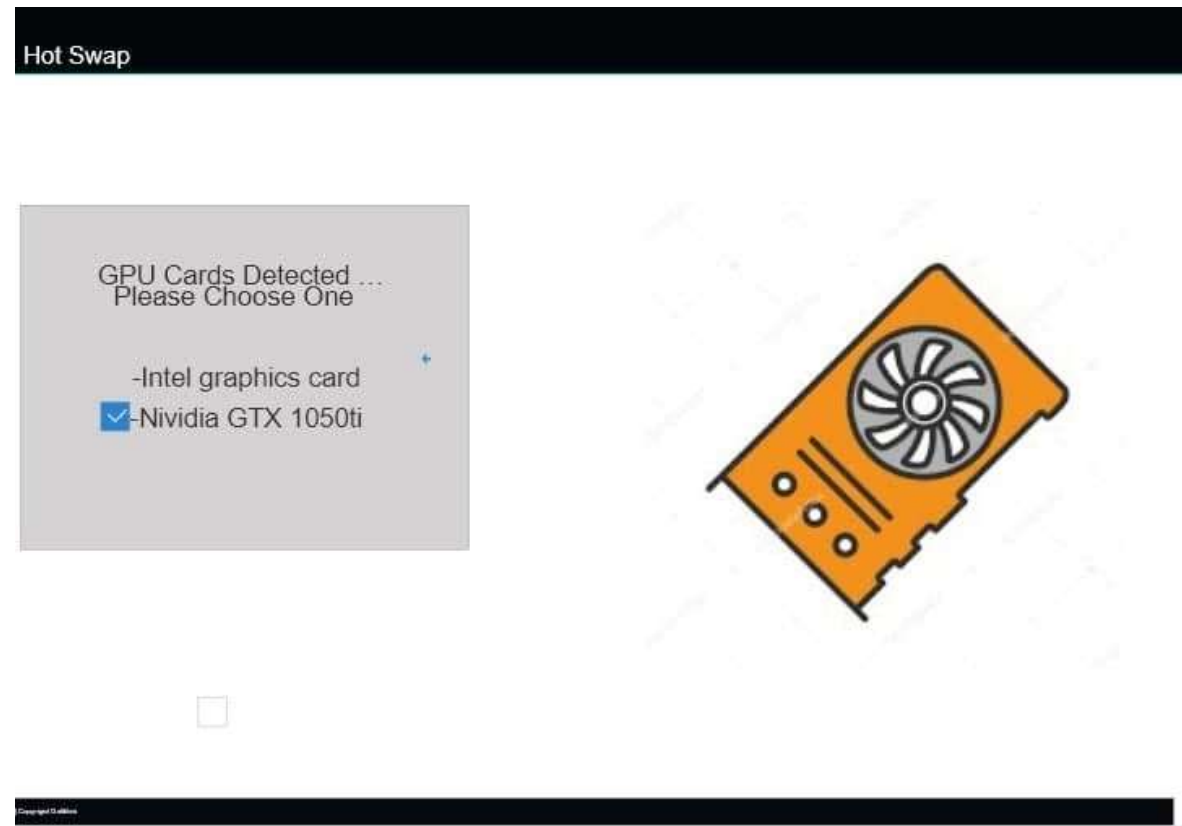 Hot Swap
GPU Cards Detected ...
Please Choose One
-Intel graphics card
-Nividia GTX 1050ti